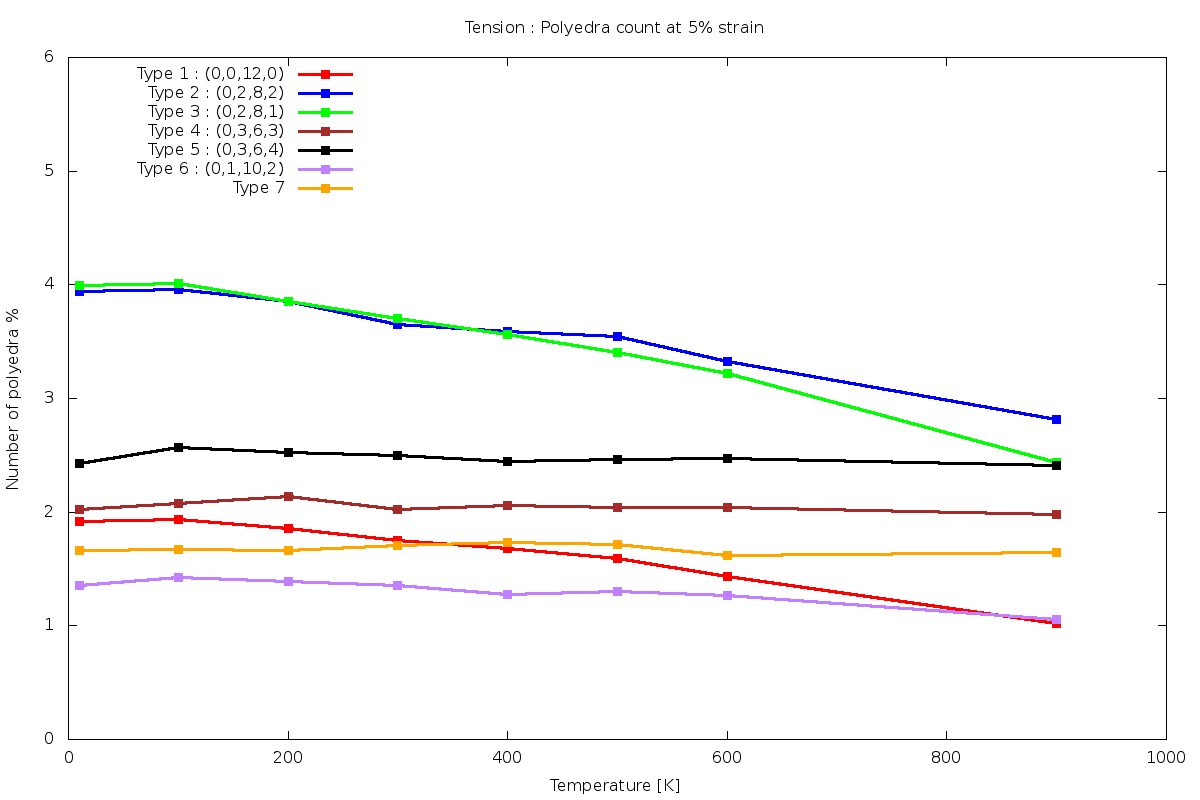 Tension : Polyedra count at 5% strain
6
5
4
3
2
1
0
Number of polyedra %
Type 1 : (0,0,12,0)
Type 2 : (0,2,8,2)
Type 3 : (0,2,8,1)
Type 4 : (0,3,6,3)
Type 5 : (0,3,6,4)
Type 6 : (0,1,10,2)
Type 7
0 200 400 600 800 1000
Temperature [K]